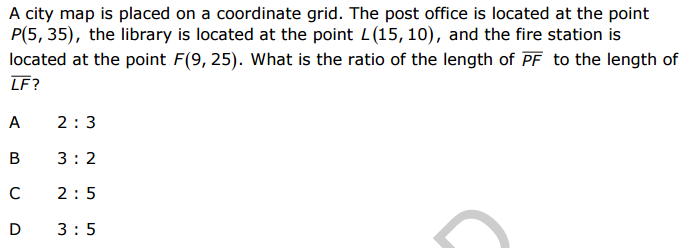 A city map is placed on a coordinate grid. The post office is located at the point
P(5, 35), the library is located at the point L(15, 10), and the fire station is
located at the point F(9, 25). What is the ratio of the length of PF to the length of
LF?
A 2 : 3
B 3 : 2
C 2 : 5
D 3 : 5